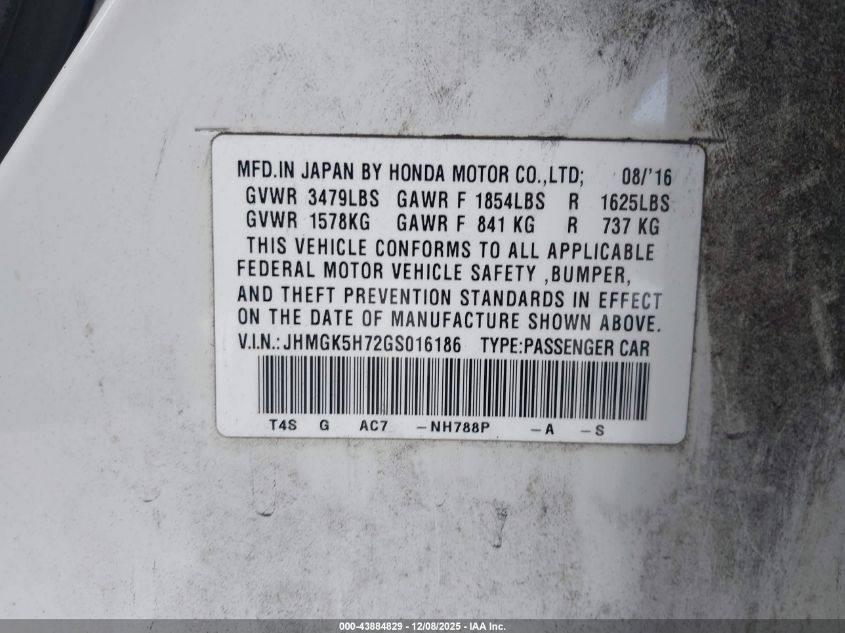 MFD.IN JAPAN BY HONDA MOTOR CO.,LTD; 08/'16
GVWR 3479LBS GAWR F 1854LBS R 1625LBS
GVWR 1578KG GAWR F 841 KG R 737 KG
THIS VEHICLE CONFORMS TO ALL APPLICABLE
FEDERAL MOTOR VEHICLE SAFETY ,BUMPER,
AND THEFT PREVENTION STANDARDS IN EFFECT
ON THE DATE OF MANUFACTURE SHOWN ABOVE.
V.I.N.:JHMGK5H72GS016186 TYPE:PASSENGER CAR
T4S G AC7 -NH788P -A -S
000-43884829 - 12/08/2025 - IAA Inc.